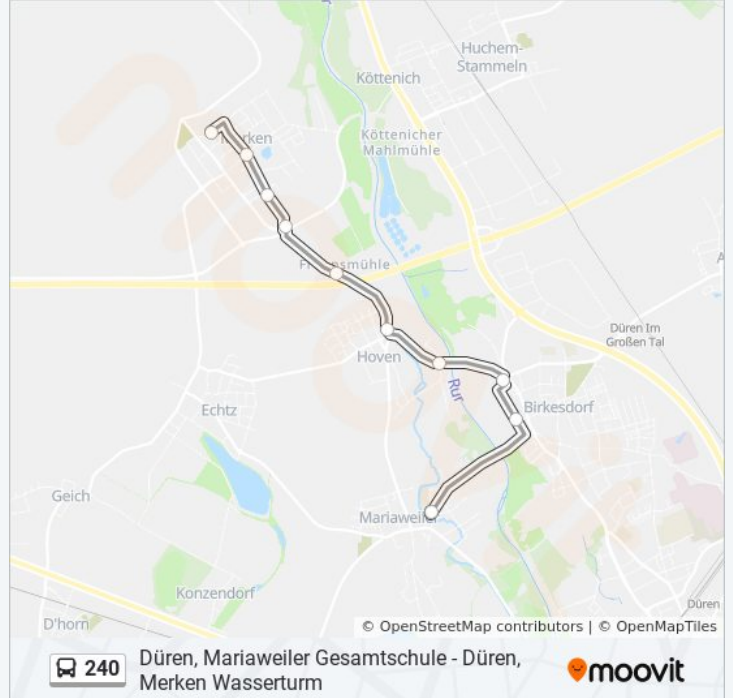 Huchem-
Stammeln
Köttenich
Köttenicher
Mahlmühle
Merken
Hoven
Düren Im
Großen Tal
Rur
Birkesdorf
Echtz
Geich
Mariaweiler
Konzendorf
Düren
D'horn
© OpenStreetMap contributors | © OpenMapTiles
240
Düren, Mariaweiler Gesamtschule - Düren,
Merken Wasserturm
moovit